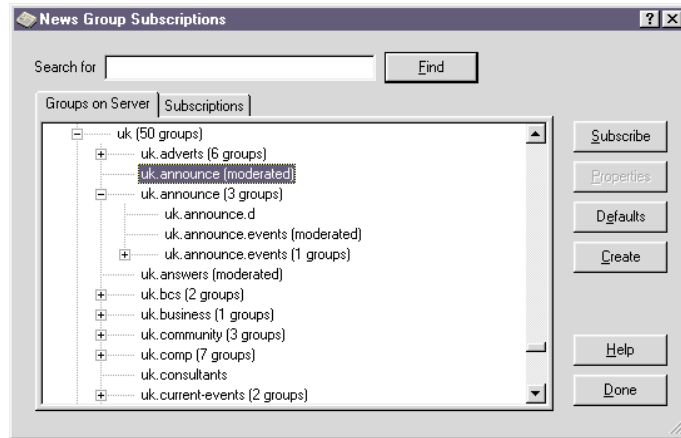 News Group Subscriptions
Search for
Find
Groups on Server
Subscriptions
uk (50 groups)
uk.adverts (6 groups)
uk.announce (moderated)
uk.announce (3 groups)
uk.announce.d
uk.announce.events (moderated)
uk.announce.events (1 groups)
uk.answers (moderated)
uk.bcs (2 groups)
uk.business (1 groups)
uk.community (3 groups)
uk.comp (7 groups)
uk.consultants
uk.current-events (2 groups)
Subscribe
Properties
Defaults
Create
Help
Done